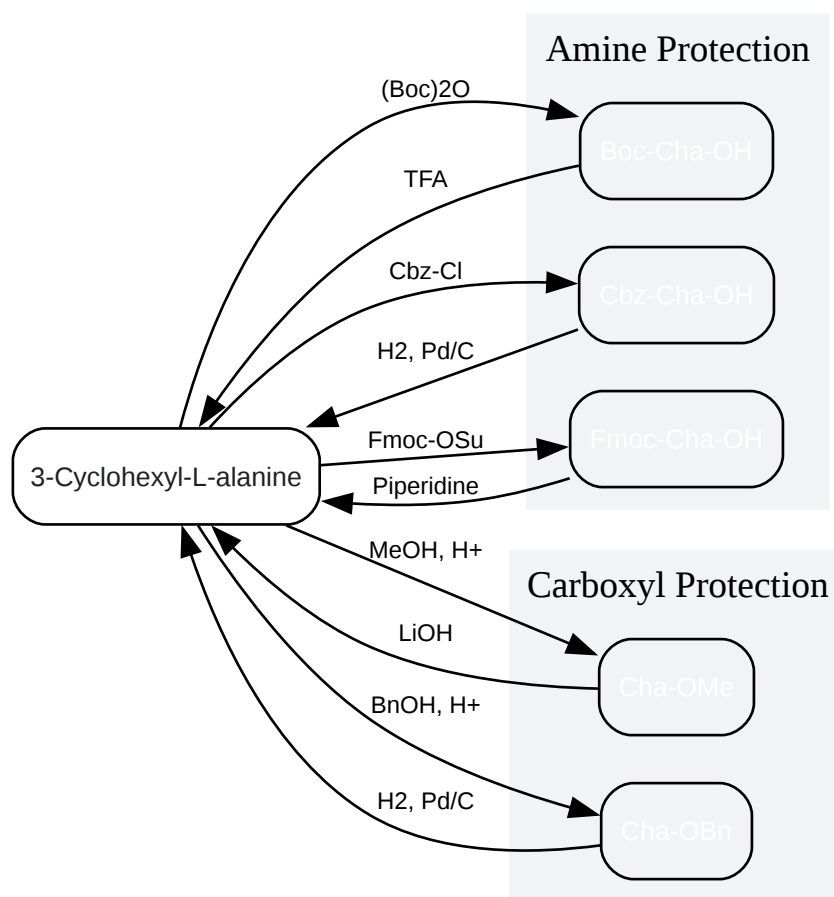 Amine Protection
(Boc)2O
Boc-Cha-OH
TFA
Cbz-Cl
Cbz-Cha-OH
H2, Pd/C
Fmoc-OSu
Fmoc-Cha-OH
3-Cyclohexyl-L-alanine
Piperidine
MeOH, H+
Carboxyl Protection
LiOH
Cha-OMe
BnOH, H+
H2, Pd/C
Cha-OBn